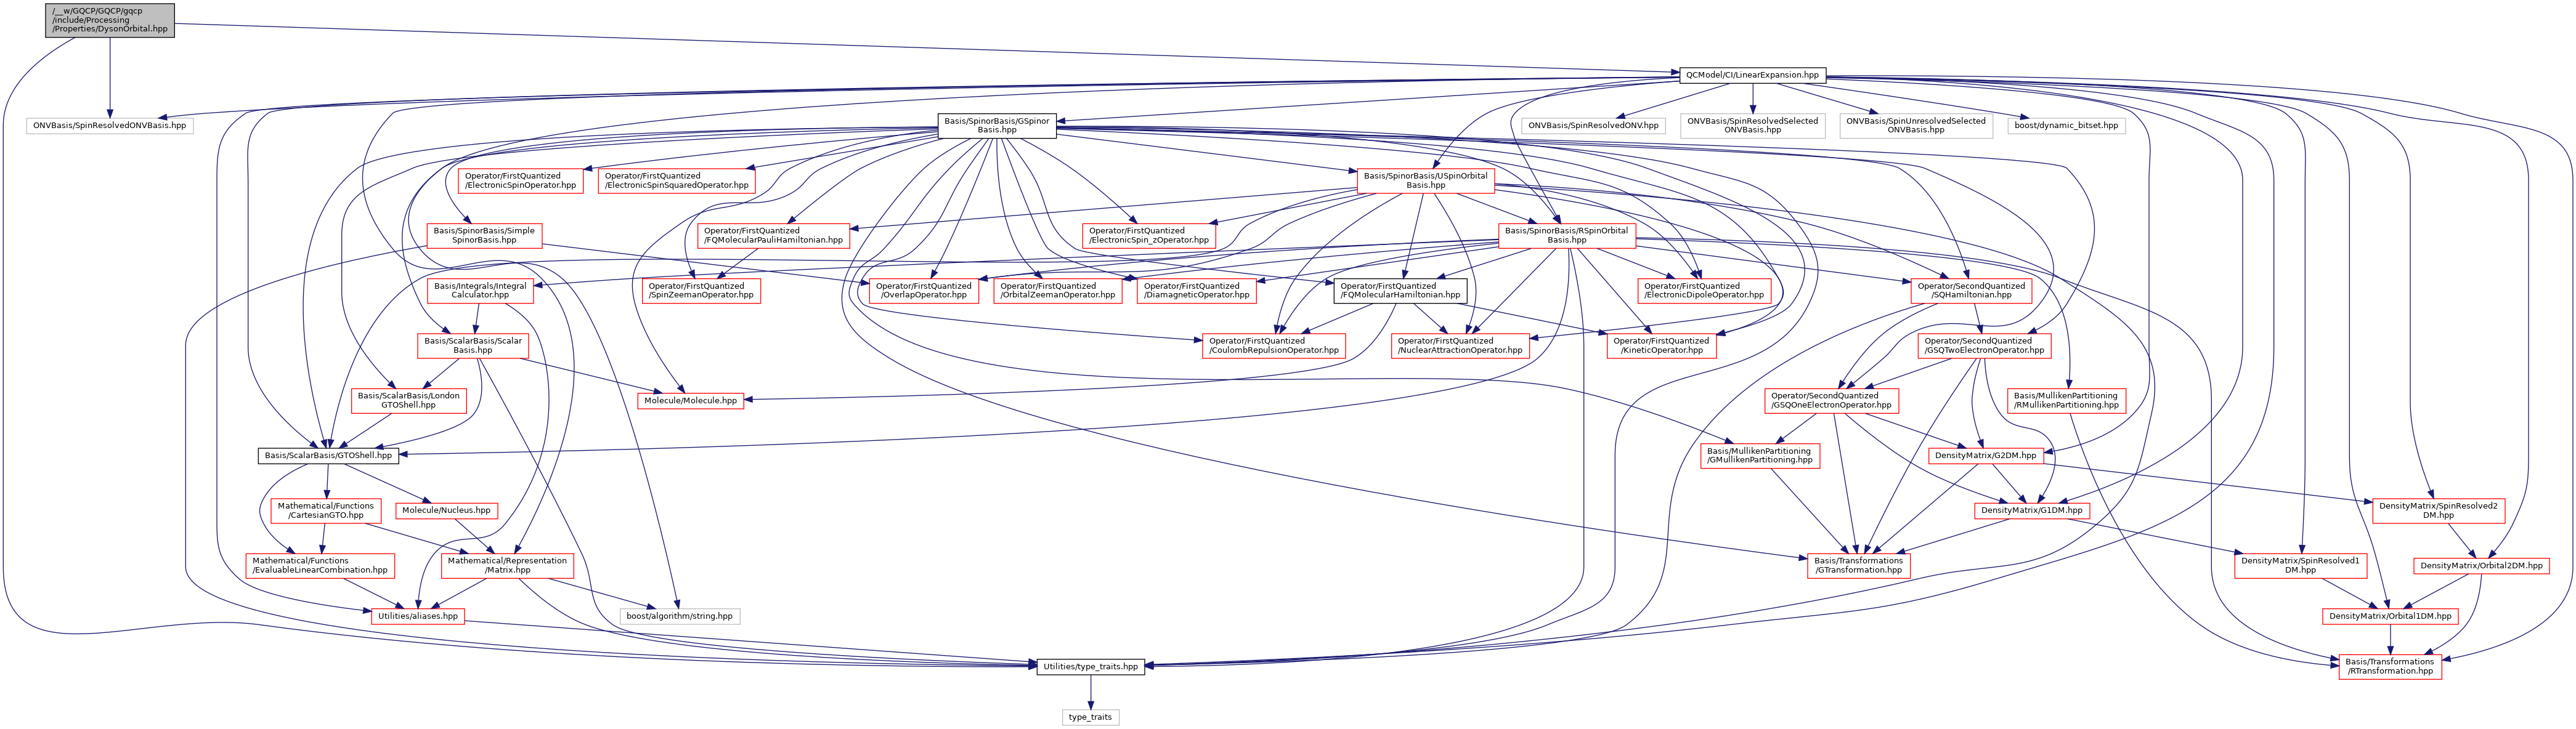 /__w/GQCP/GQCP/gqcp
/include/Processing
/Properties/DysonOrbital.hpp
QCModel/CI/LinearExpansion.hpp
ONVBasis/SpinResolvedONVBasis.hpp
Basis/SpinorBasis/GSpinor
Basis.hpp
ONVBasis/SpinResolvedONV.hpp
ONVBasis/SpinResolvedSelected
ONVBasis.hpp
ONVBasis/SpinUnresolvedSelected
ONVBasis.hpp
boost/dynamic_bitset.hpp
Operator/FirstQuantized
/ElectronicSpinOperator.hpp
Operator/FirstQuantized
/ElectronicSpinSquaredOperator.hpp
Basis/SpinorBasis/USpinOrbital
Basis.hpp
Basis/SpinorBasis/Simple
SpinorBasis.hpp
Operator/FirstQuantized
/FQMolecularPauliHamiltonian.hpp
Operator/FirstQuantized
/ElectronicSpin_zOperator.hpp
Basis/SpinorBasis/RSpinOrbital
Basis.hpp
Basis/Integrals/Integral
Calculator.hpp
Operator/FirstQuantized
/SpinZeemanOperator.hpp
Operator/FirstQuantized
/OverlapOperator.hpp
Operator/FirstQuantized
/OrbitalZeemanOperator.hpp
Operator/FirstQuantized
/DiamagneticOperator.hpp
Operator/FirstQuantized
/FQMolecularHamiltonian.hpp
Operator/FirstQuantized
/ElectronicDipoleOperator.hpp
Operator/SecondQuantized
/SQHamiltonian.hpp
Basis/ScalarBasis/Scalar
Basis.hpp
Operator/FirstQuantized
/CoulombRepulsionOperator.hpp
Operator/FirstQuantized
/NuclearAttractionOperator.hpp
Operator/FirstQuantized
/KineticOperator.hpp
Operator/SecondQuantized
/GSQTwoElectronOperator.hpp
Basis/ScalarBasis/London
GTOShell.hpp
Molecule/Molecule.hpp
Operator/SecondQuantized
/GSQOneElectronOperator.hpp
Basis/MullikenPartitioning
/RMullikenPartitioning.hpp
Basis/ScalarBasis/GTOShell.hpp
Basis/MullikenPartitioning
/GMullikenPartitioning.hpp
DensityMatrix/G2DM.hpp
Mathematical/Functions
/CartesianGTO.hpp
Molecule/Nucleus.hpp
DensityMatrix/G1DM.hpp
DensityMatrix/SpinResolved2
DM.hpp
Mathematical/Functions
/EvaluableLinearCombination.hpp
Mathematical/Representation
/Matrix.hpp
Basis/Transformations
/GTransformation.hpp
DensityMatrix/SpinResolved1
DM.hpp
DensityMatrix/Orbital2DM.hpp
Utilities/aliases.hpp
boost/algorithm/string.hpp
DensityMatrix/Orbital1DM.hpp
Utilities/type_traits.hpp
Basis/Transformations
/RTransformation.hpp
type_traits